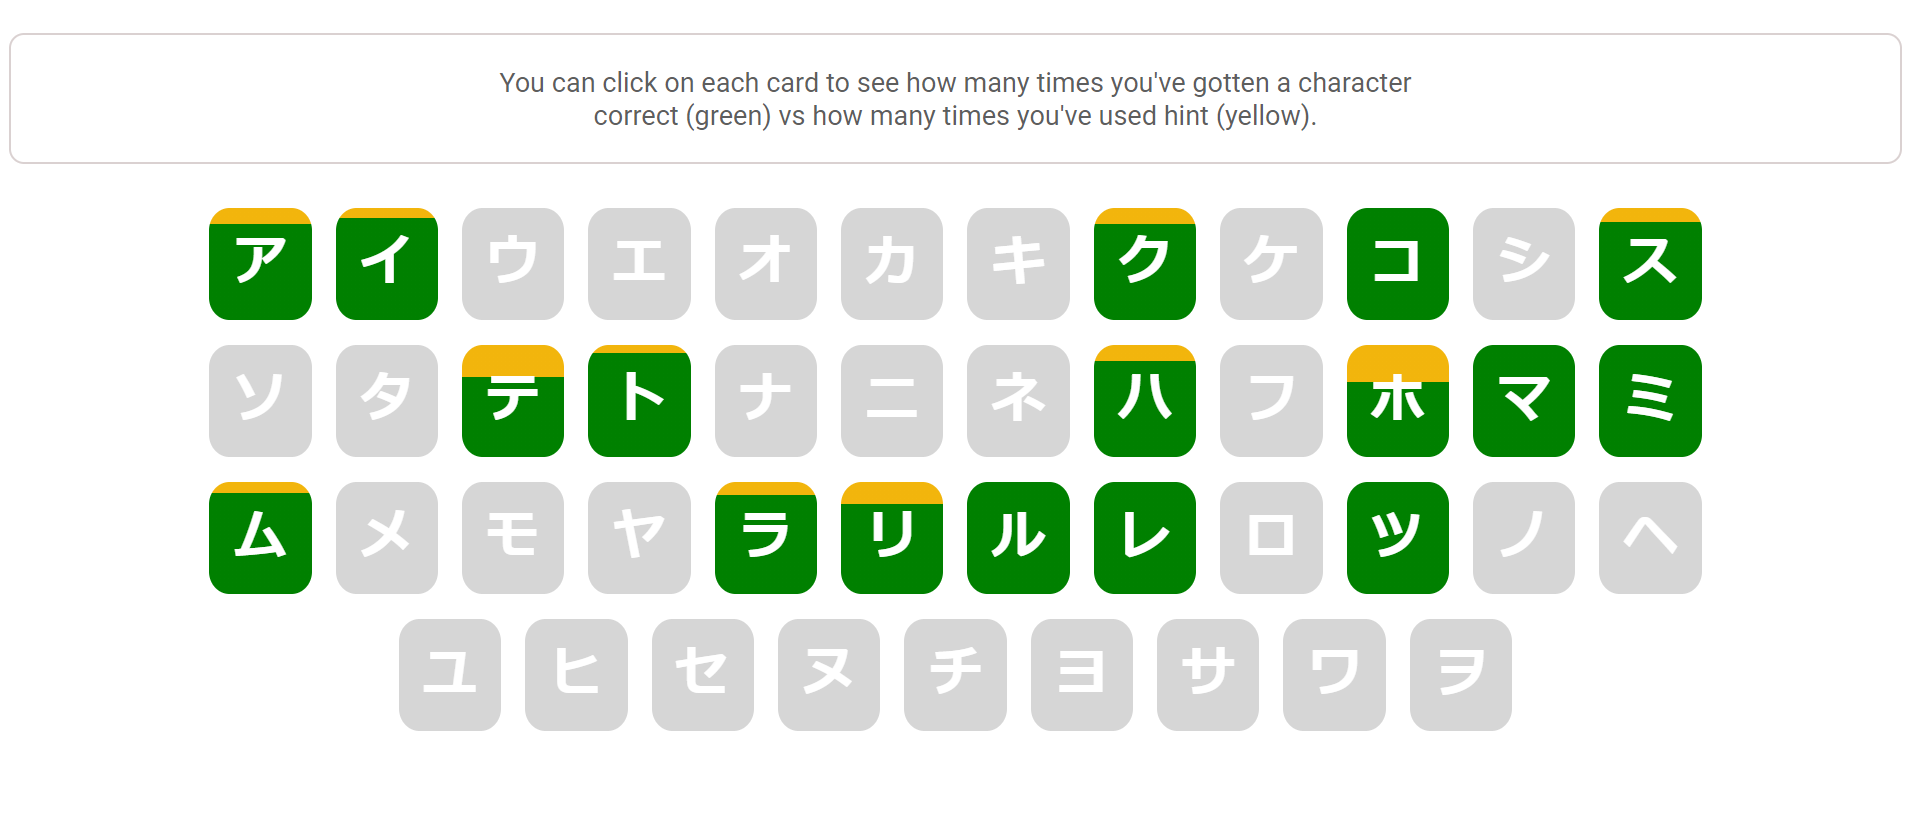 You can click on each card to see how many times you've gotten a character
correct (green) vs how many times you've used hint (yellow).
ア イ ウ エ オ カ キ ク ケ コ シ ス
ソ タ テ ト ナ ニ ネ ハ フ ホ マ ミ
ム メ モ ヤ ラ リ ル レ ロ ツ ノ ヘ
ユ ヒ セ ヌ チ ヨ サ ワ ヲ